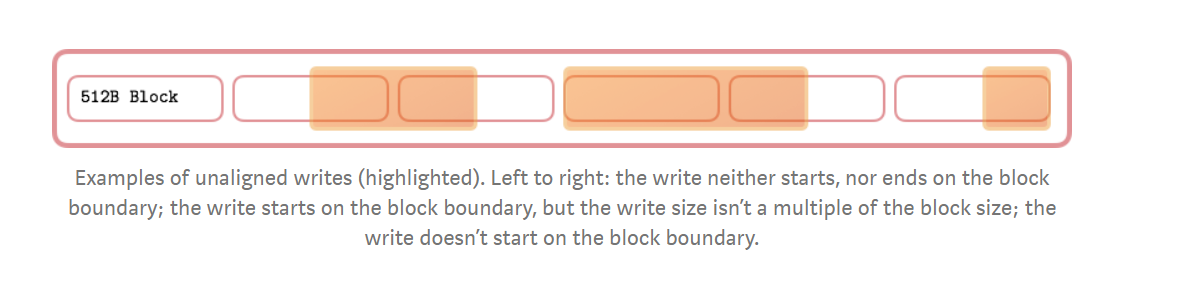 512B Block
Examples of unaligned writes (highlighted). Left to right: the write neither starts, nor ends on the block
boundary; the write starts on the block boundary, but the write size isn’t a multiple of the block size; the
write doesn’t start on the block boundary.